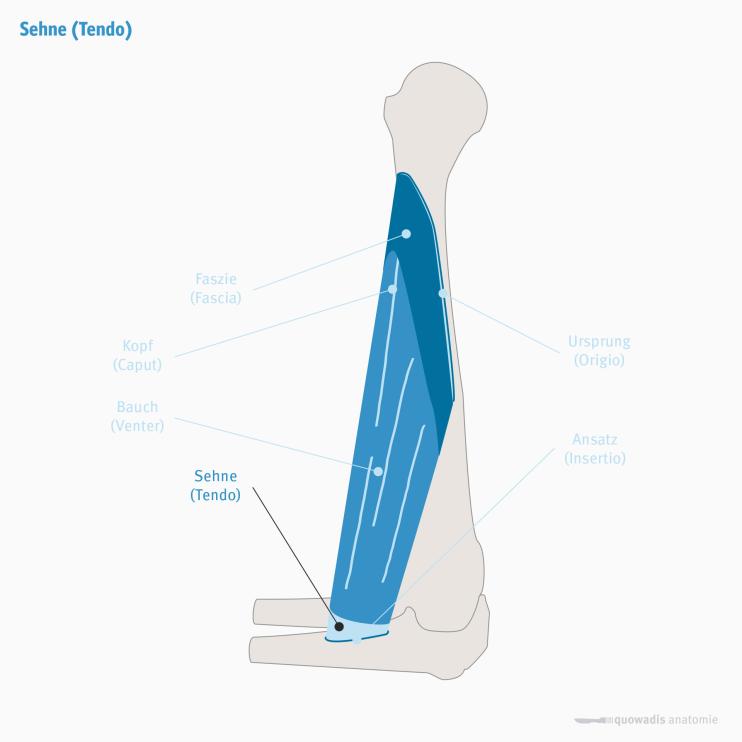 Sehne (Tendo)
Faszie
(Fascia)
Kopf
(Caput)
Ursprung
(Origio)
Bauch
(Venter)
Ansatz
(Insertio)
Sehne
(Tendo)
quowadis anatomie